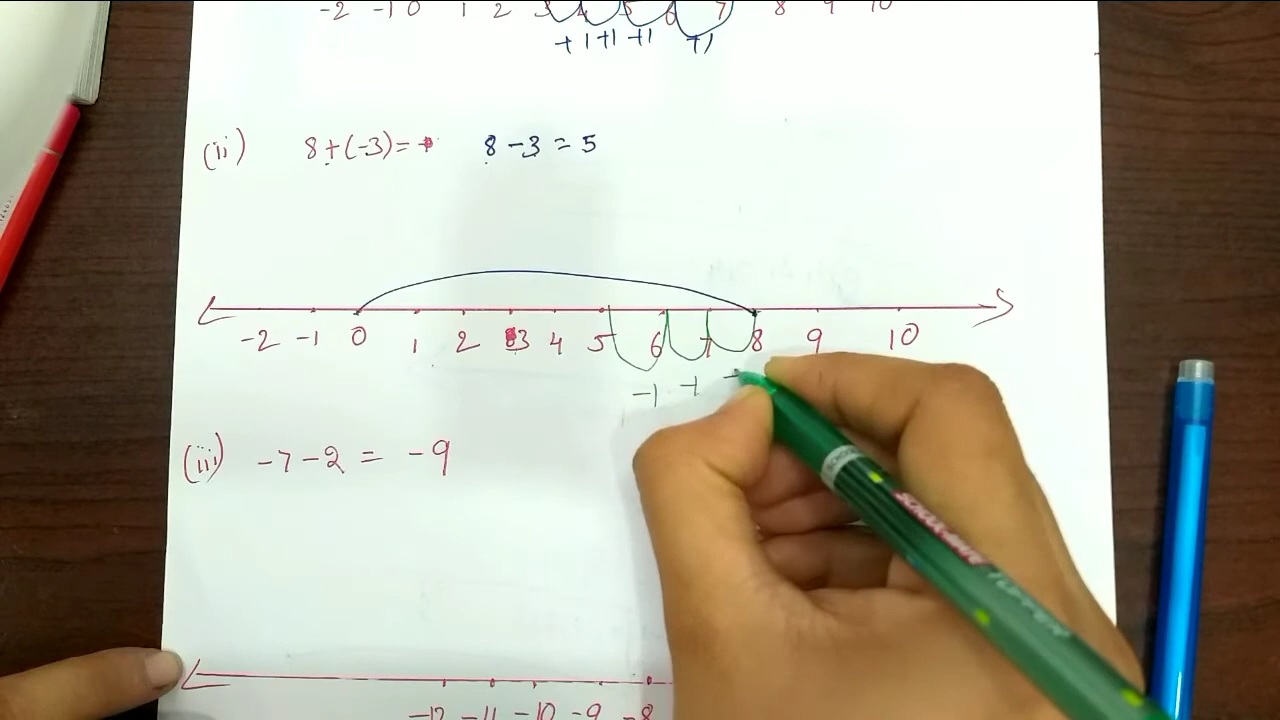 -2 -1 0 1 2 3 4 5 6 7 8 9 10
+1 +1 +1 +1
(ii) 8+(-3)= 8-3=5
-2 -1 0 1 2 3 4 5 6 7 8 9 10
-1 -1 -
(iii) -7-2 = -9
-12 -11 -10 -9 -8